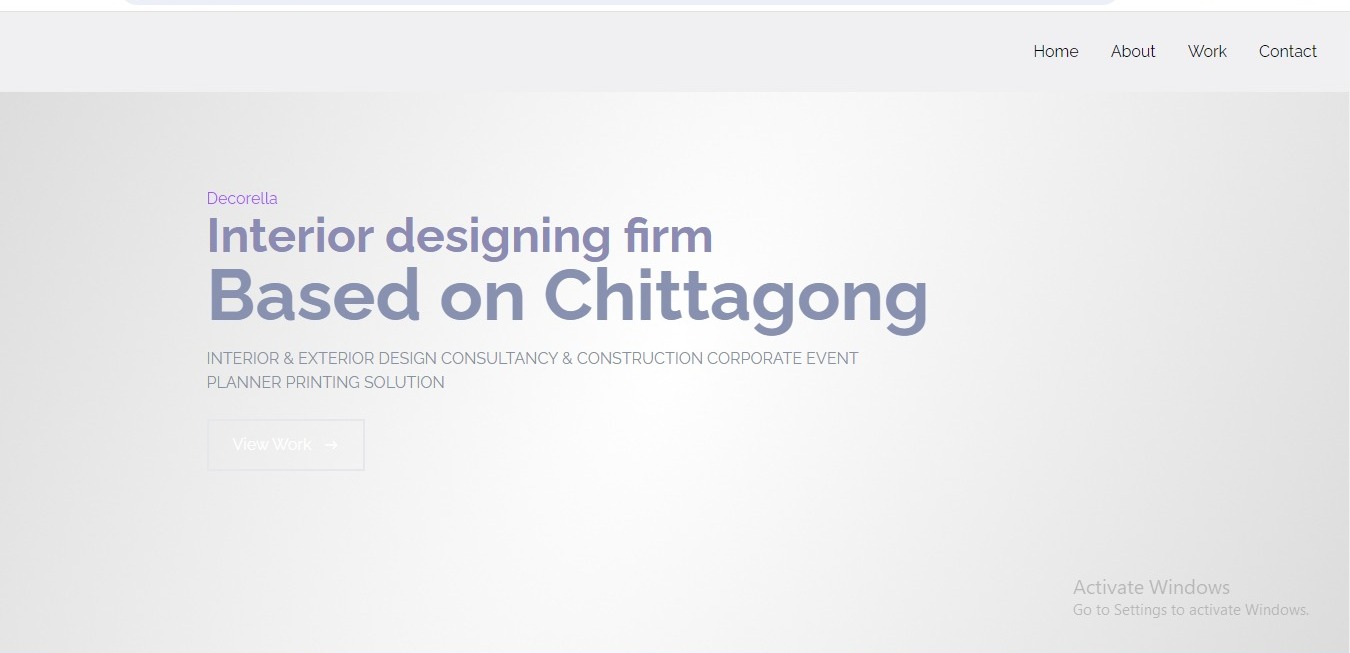 Home About Work Contact
Decorella
Interior designing firm
Based on Chittagong
INTERIOR & EXTERIOR DESIGN CONSULTANCY & CONSTRUCTION CORPORATE EVENT
PLANNER PRINTING SOLUTION
View Work →
Activate Windows
Go to Settings to activate Windows.